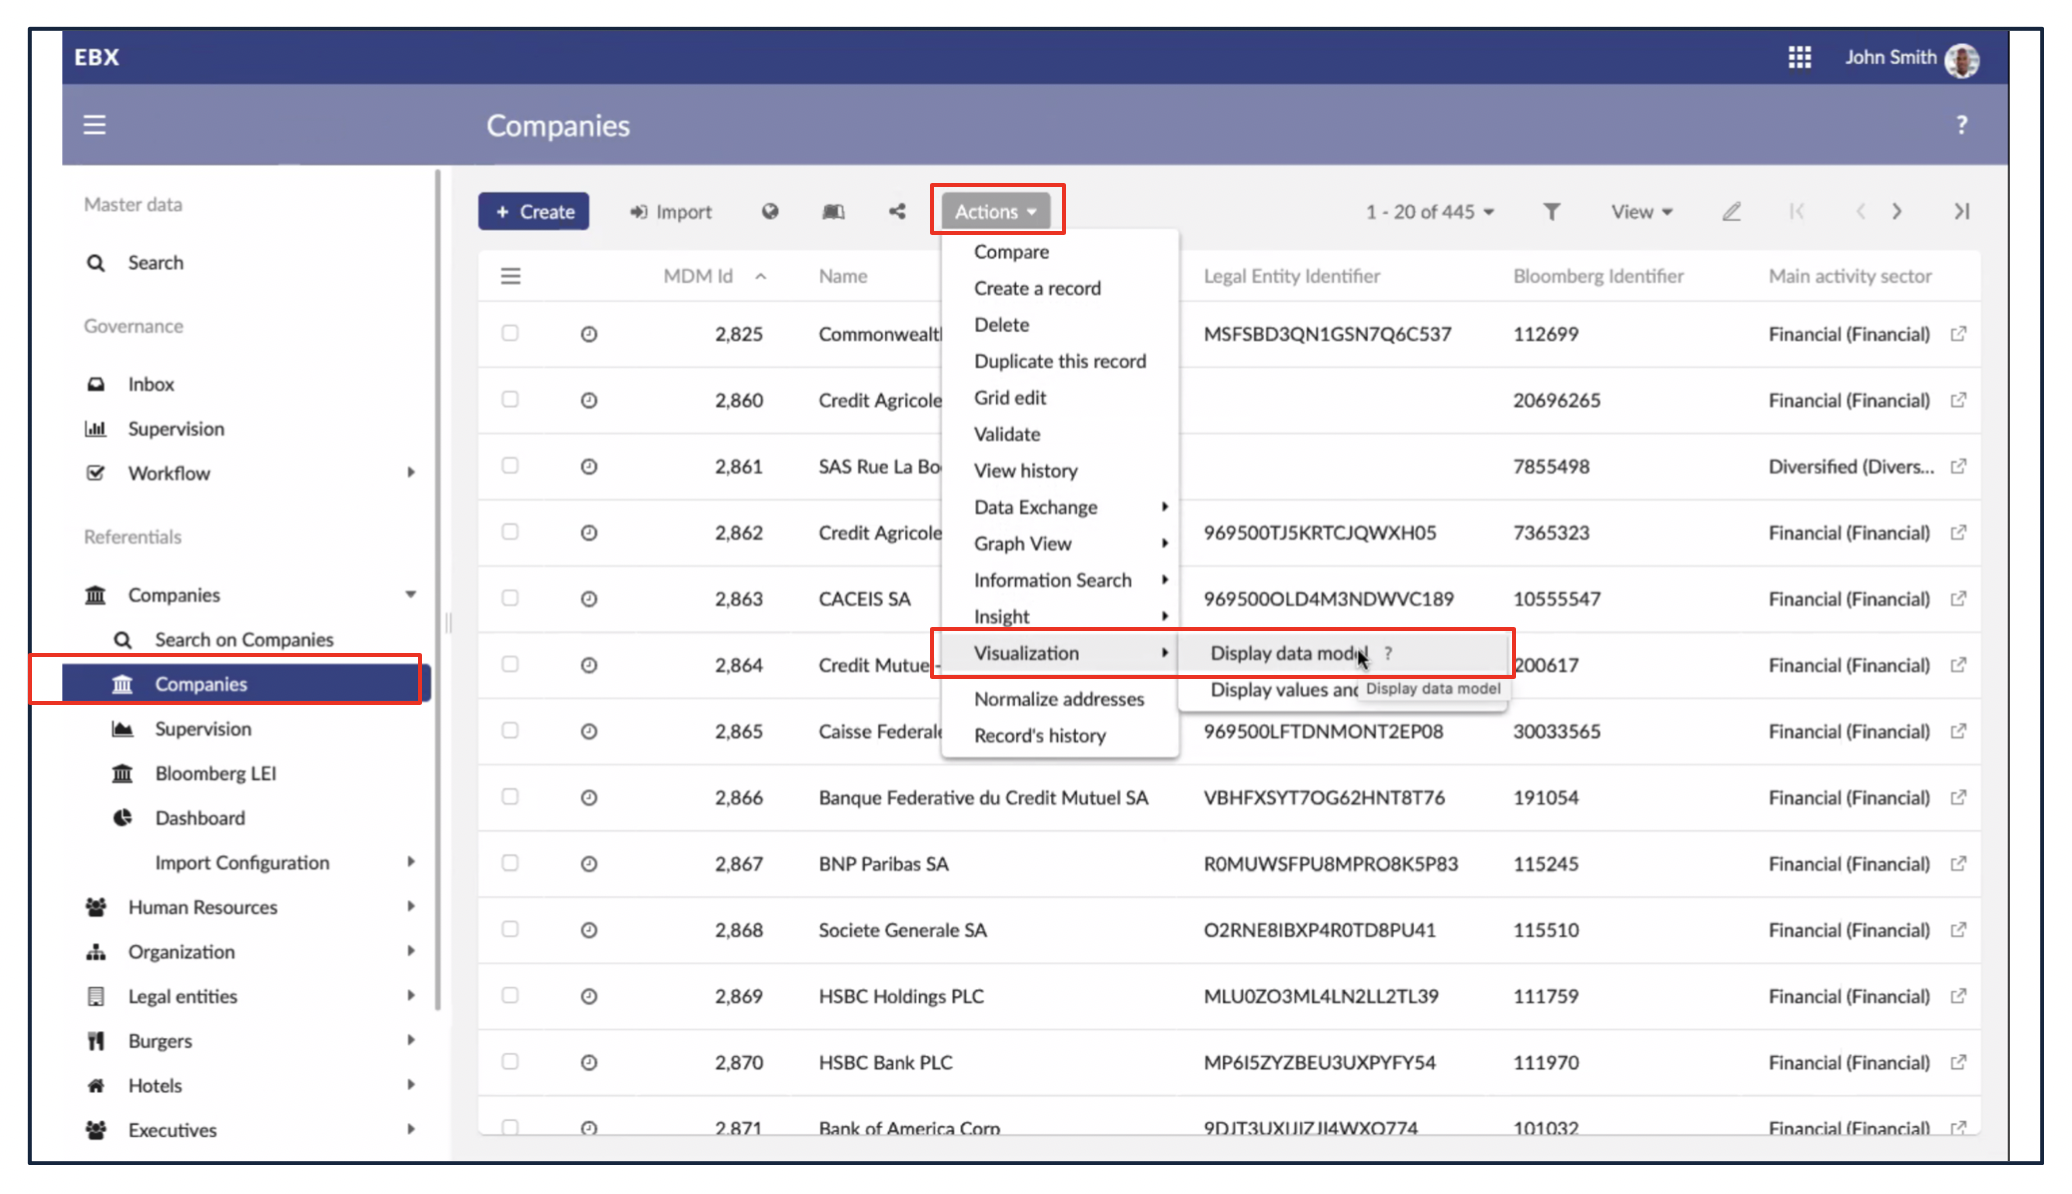 EBX
John Smith
Companies
?
Master data
Search
Governance
Inbox
Supervision
Workflow
Referentials
Companies
Search on Companies
Companies
Supervision
Bloomberg LEI
Dashboard
Import Configuration
Human Resources
Organization
Legal entities
Burgers
Hotels
Executives
+ Create Import Actions 1 - 20 of 445 View
MDM Id Name Legal Entity Identifier Bloomberg Identifier Main activity sector
2,825 Commonwealth MSFSBD3QN1GSN7Q6C537 112699 Financial (Financial)
2,860 Credit Agricole 20696265 Financial (Financial)
2,861 SAS Rue La Bo 7855498 Diversified (Divers...
2,862 Credit Agricole 969500TJ5KRTCJQWXH05 7365323 Financial (Financial)
2,863 CACEIS SA 969500OLD4M3NDWVC189 10555547 Financial (Financial)
2,864 Credit Mutuel - 200617 Financial (Financial)
2,865 Caisse Federale 969500LFTDNMONT2EP08 30033565 Financial (Financial)
2,866 Banque Federative du Credit Mutuel SA VBHFXSYT7OG62HNT8T76 191054 Financial (Financial)
2,867 BNP Paribas SA R0MUWSFPU8MPRO8K5P83 115245 Financial (Financial)
2,868 Societe Generale SA O2RNE8IBXP4R0TD8PU41 115510 Financial (Financial)
2,869 HSBC Holdings PLC MLU0ZO3ML4LN2LL2TL39 111759 Financial (Financial)
2,870 HSBC Bank PLC MP6I5ZYZBEU3UXPYFY54 111970 Financial (Financial)
2,871 Bank of America Corp 9DJT3UXIJIZJI4WXO774 101032 Financial (Financial)
Compare
Create a record
Delete
Duplicate this record
Grid edit
Validate
View history
Data Exchange
Graph View
Information Search
Insight
Visualization
Normalize addresses
Record's history
Display data model ?
Display values and
Display data model